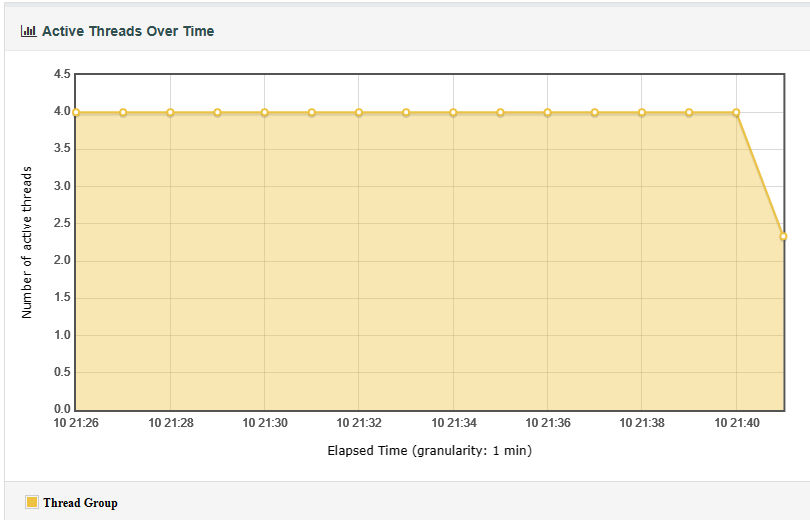 Active Threads Over Time
4.5
4.0
3.5
3.0
2.5
2.0
1.5
1.0
0.5
0.0
Number of active threads
10 21:26 10 21:28 10 21:30 10 21:32 10 21:34 10 21:36 10 21:38 10 21:40
Elapsed Time (granularity: 1 min)
Thread Group